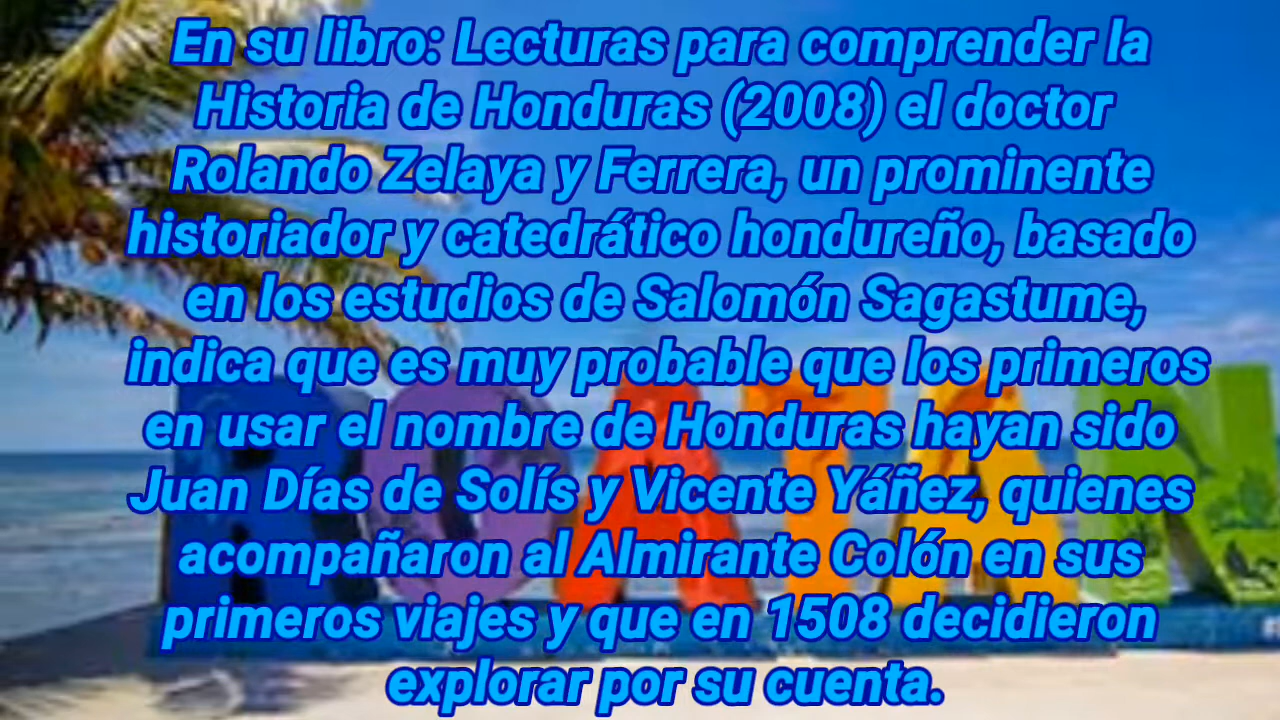 En su libro: Lecturas para comprender la
Historia de Honduras (2008) el doctor
Rolando Zelaya y Ferrera, un prominente
historiador y catedrático hondureño, basado
en los estudios de Salomón Sagastume,
indica que es muy probable que los primeros
en usar el nombre de Honduras hayan sido
Juan Días de Solís y Vicente Yáñez, quienes
acompañaron al Almirante Colón en sus
primeros viajes y que en 1508 decidieron
explorar por su cuenta.
ROATAN